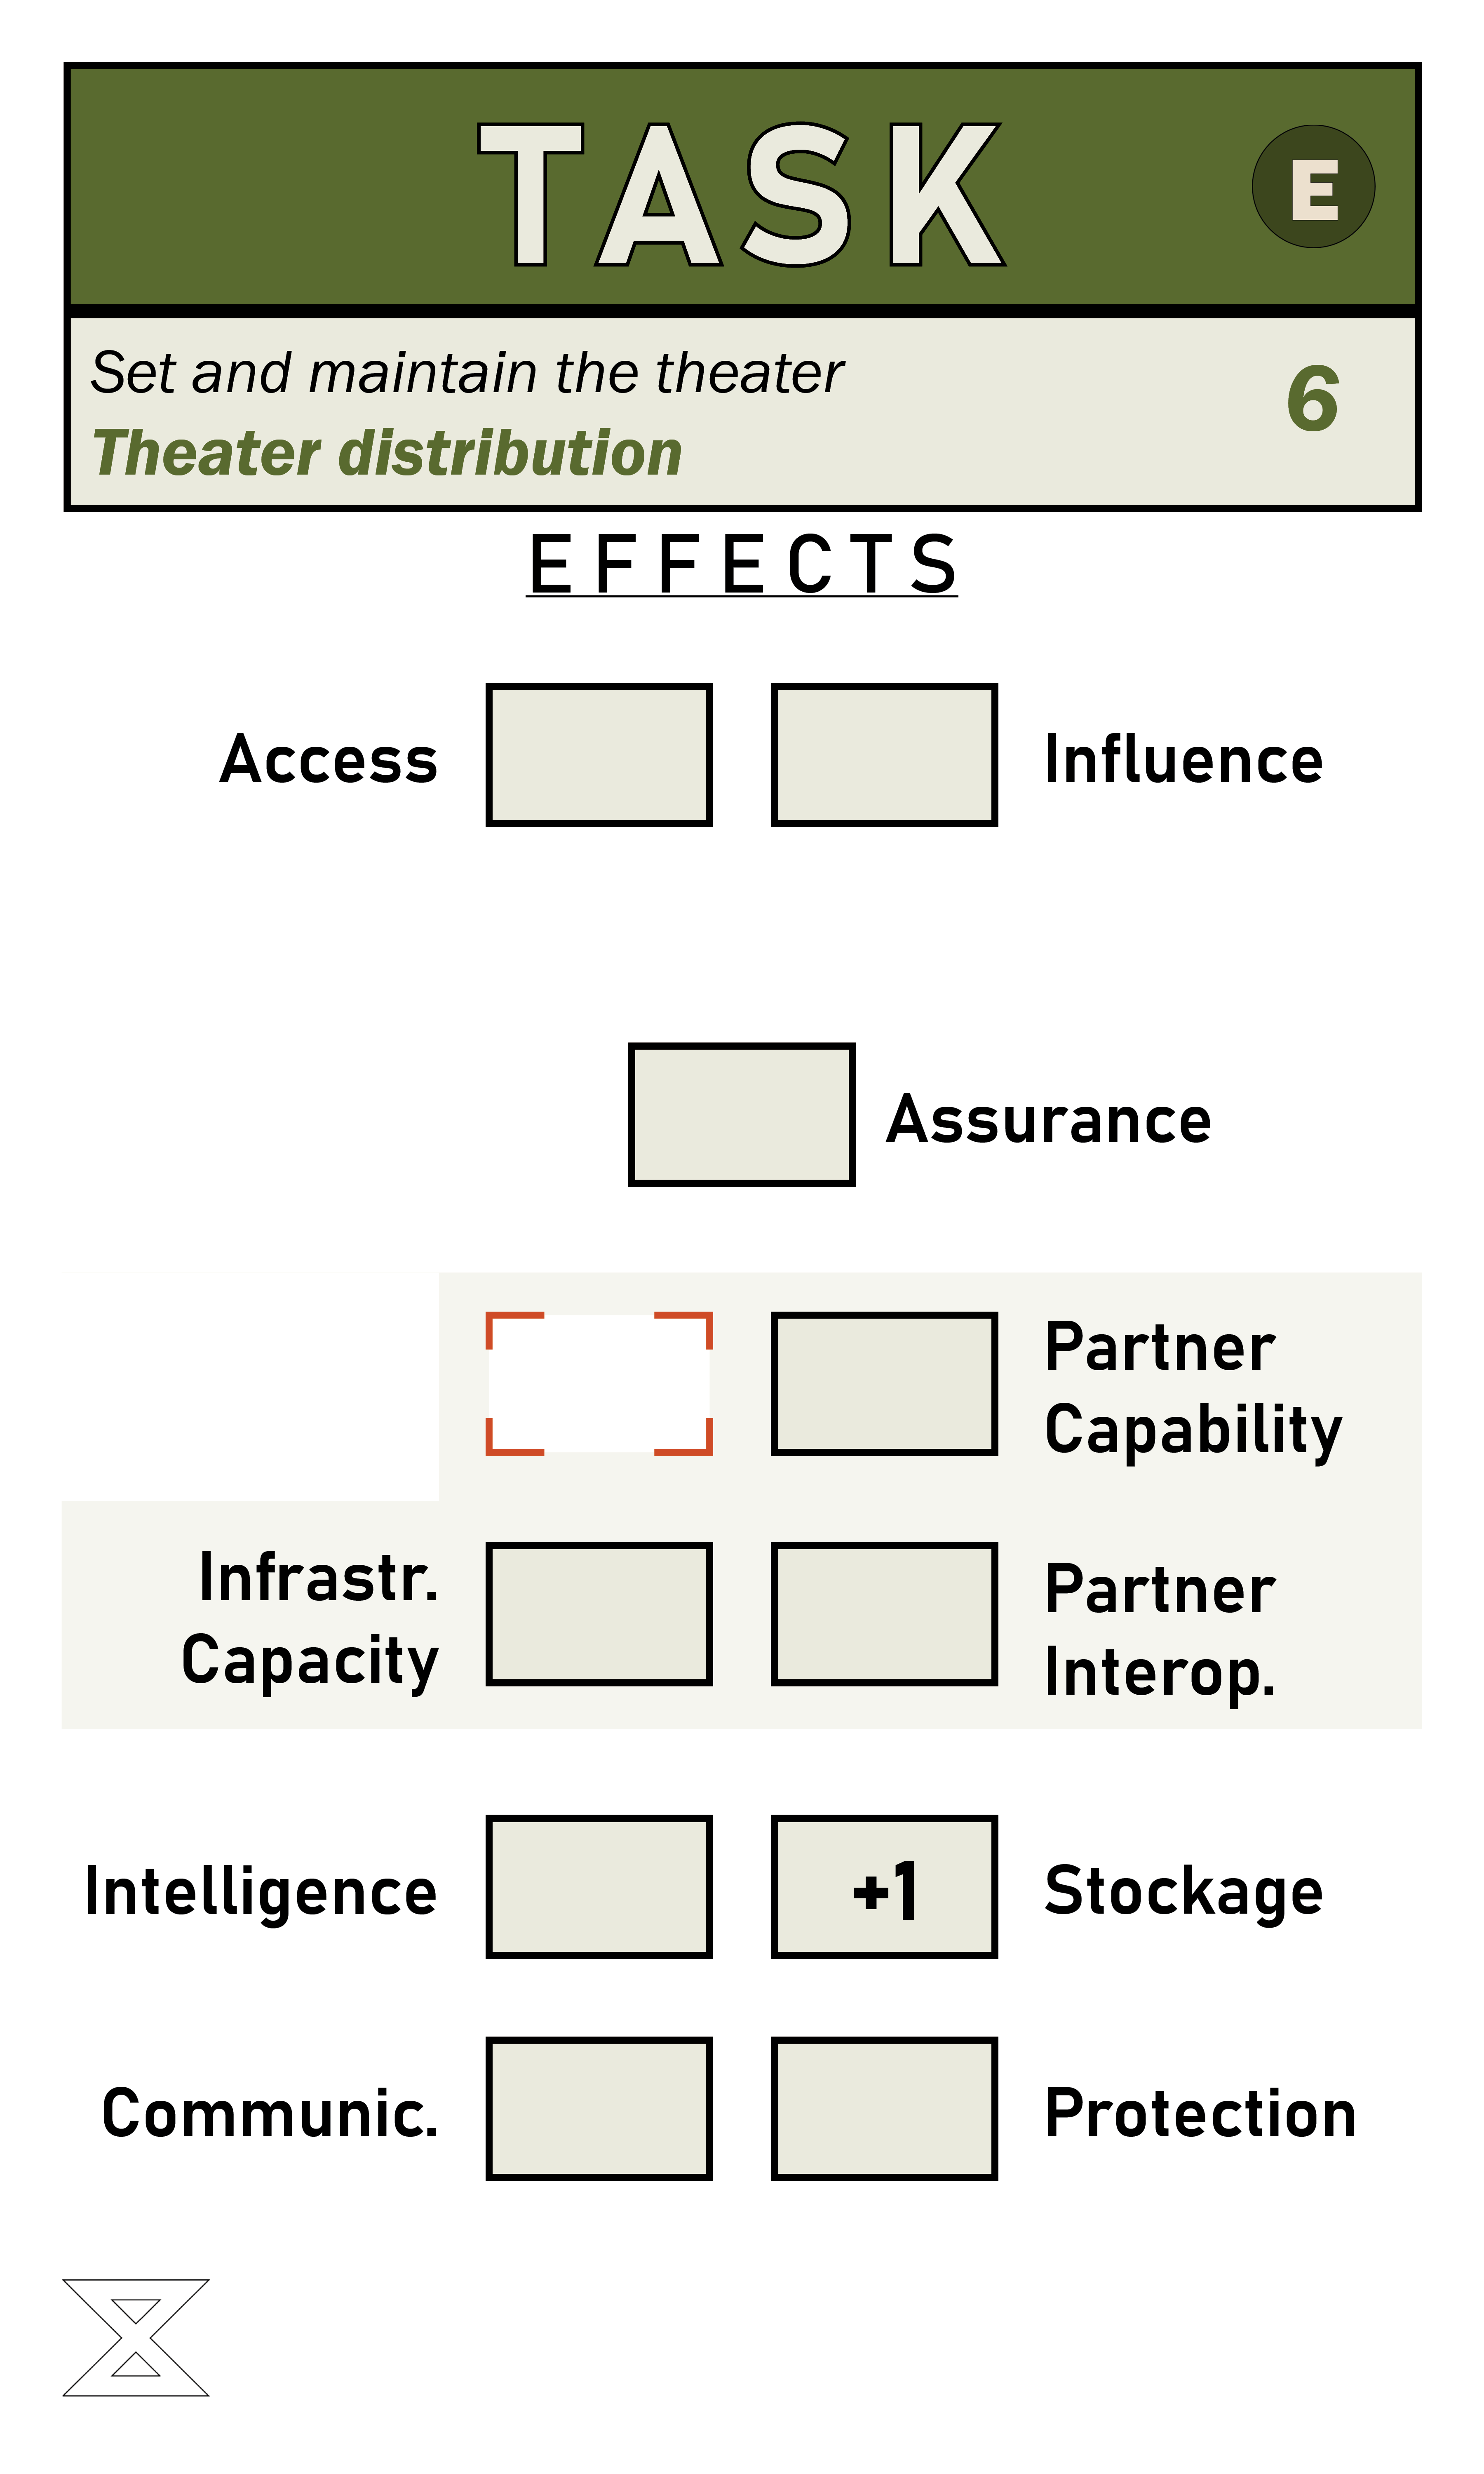 TASK
E
Set and maintain the theater
6
Theater distribution
EFFECTS
Access
Influence
Assurance
Partner
Capability
Infrastr.
Capacity
Partner
Interop.
Intelligence
+1
Stockage
Communic.
Protection